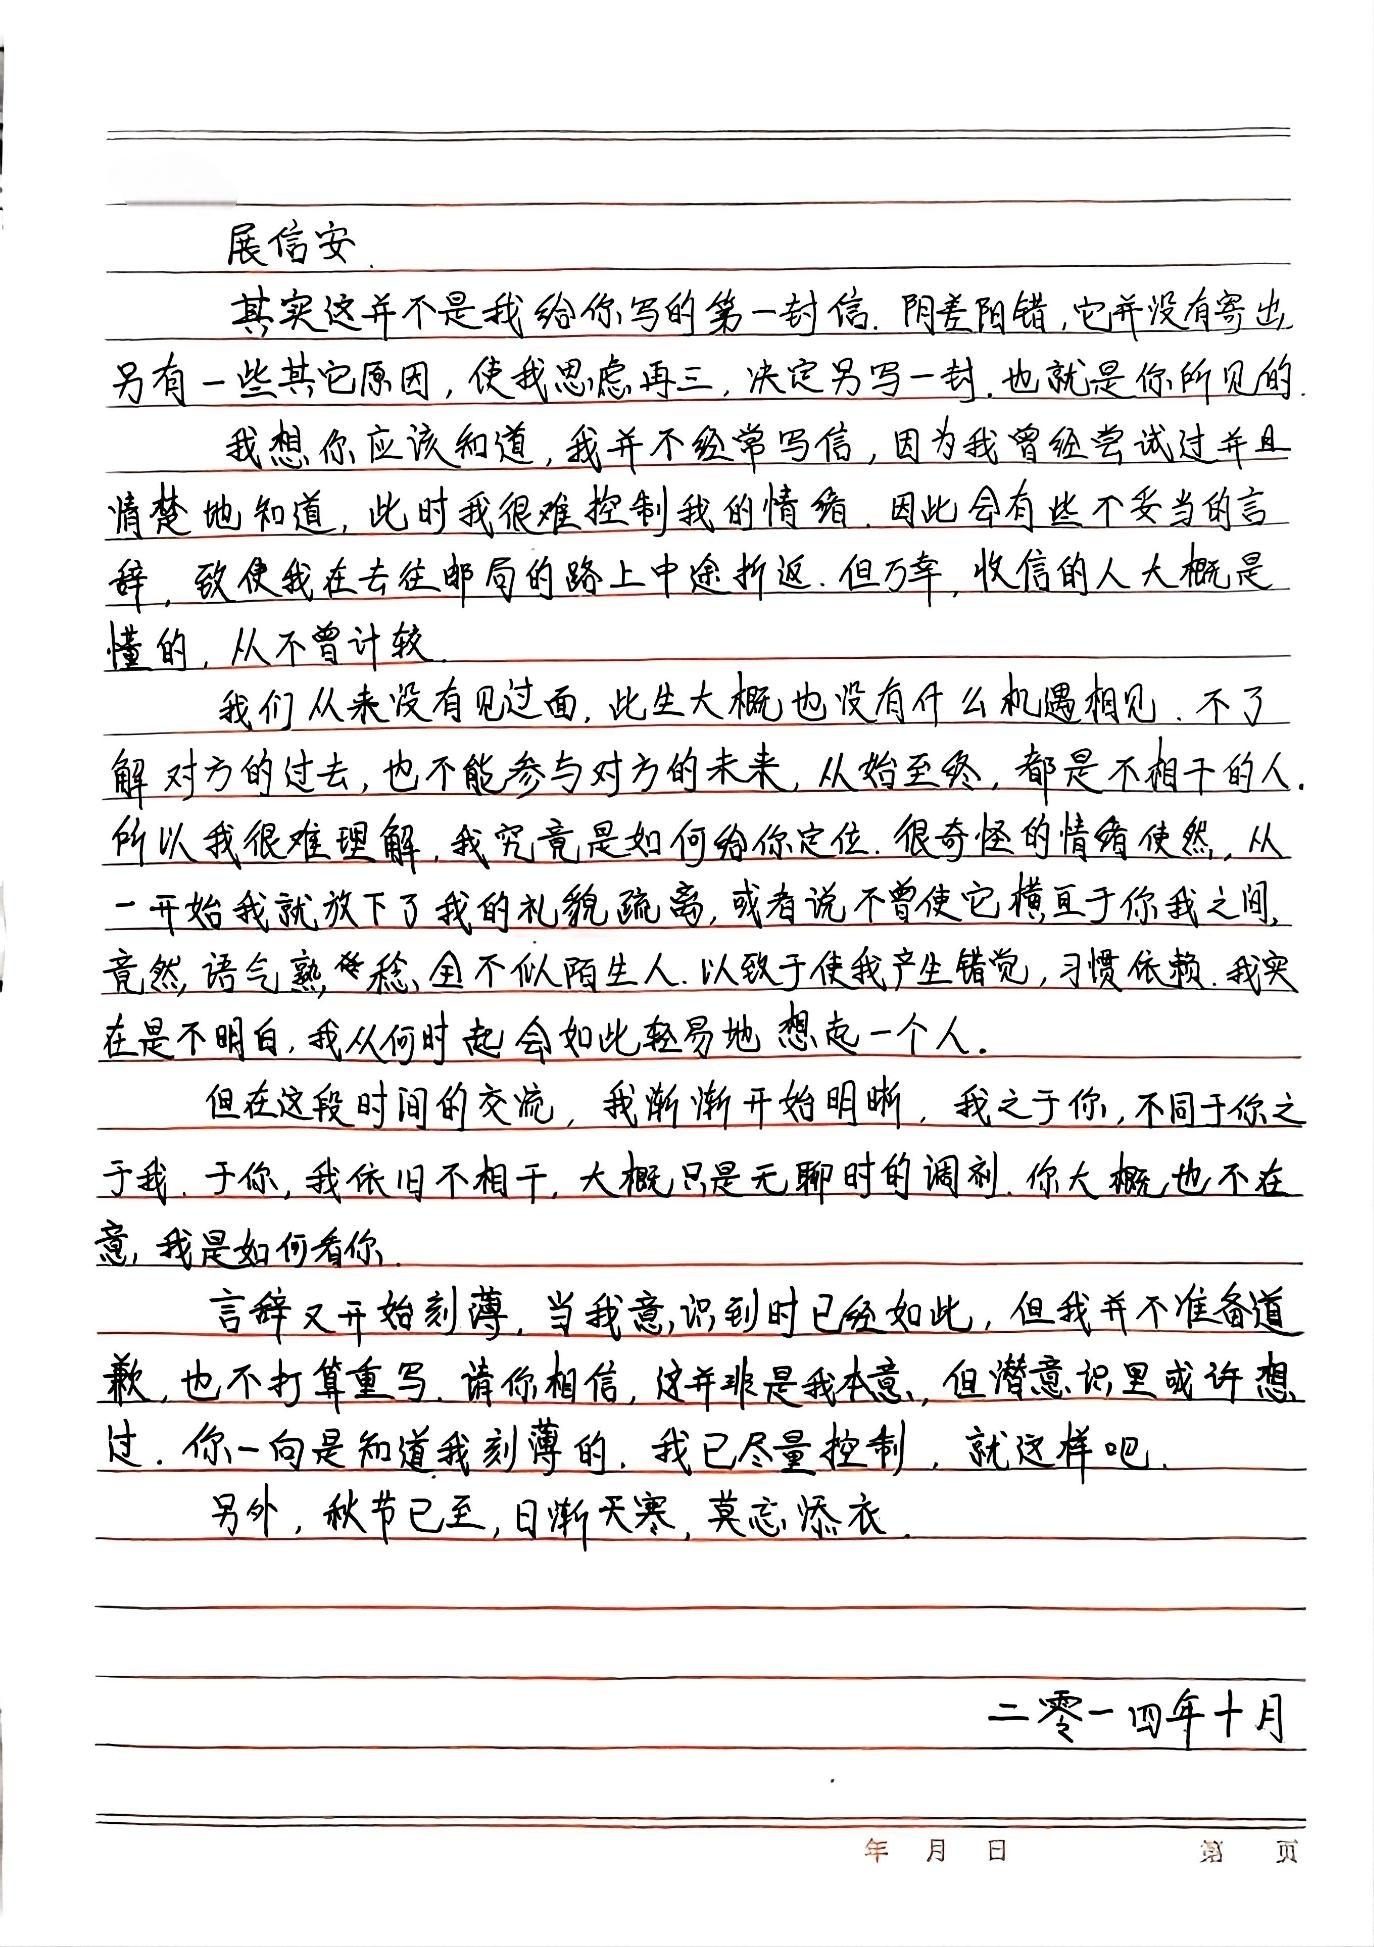 展信安.
其实这并不是我给你写的第一封信.阴差阳错,它并没有寄出
另有一些其它原因,使我思虑再三,决定另写一封.也就是你所见的.
我想你应该知道,我并不经常写信,因为我曾经尝试过并且
清楚地知道,此时我很难控制我的情绪.因此会有些不妥当的言
辞,致使我在去往邮局的路上中途折返.但万幸,收信的人大概是
懂的,从不曾计较.
我们从来没有见过面,此生大概也没有什么机遇相见.不了
解对方的过去,也不能参与对方的未来,从始至终,都是不相干的人.
所以我很难理解,我究竟是如何给你定位.很奇怪的情绪使然,从
一开始我就放下了我的礼貌疏离,或者说不曾使它横亘于你我之间,
竟然,语气熟稔,全不似陌生人.以致于使我产生错觉,习惯依赖.我实
在是不明白,我从何时起会如此轻易地想起一个人.
但在这段时间的交流,我渐渐开始明晰,我之于你,不同于你之
于我.于你,我依旧不相干,大概只是无聊时的调剂.你大概也不在
意,我是如何看你.
言辞又开始刻薄,当我意识到时已经如此,但我并不准备道
歉,也不打算重写.请你相信,这并非是我本意,但潜意识里或许想
过.你一向是知道我刻薄的.我已尽量控制,就这样吧.
另外,秋节已至,日渐天寒,莫忘添衣.
二零一四年十月
年 月 日 第 页